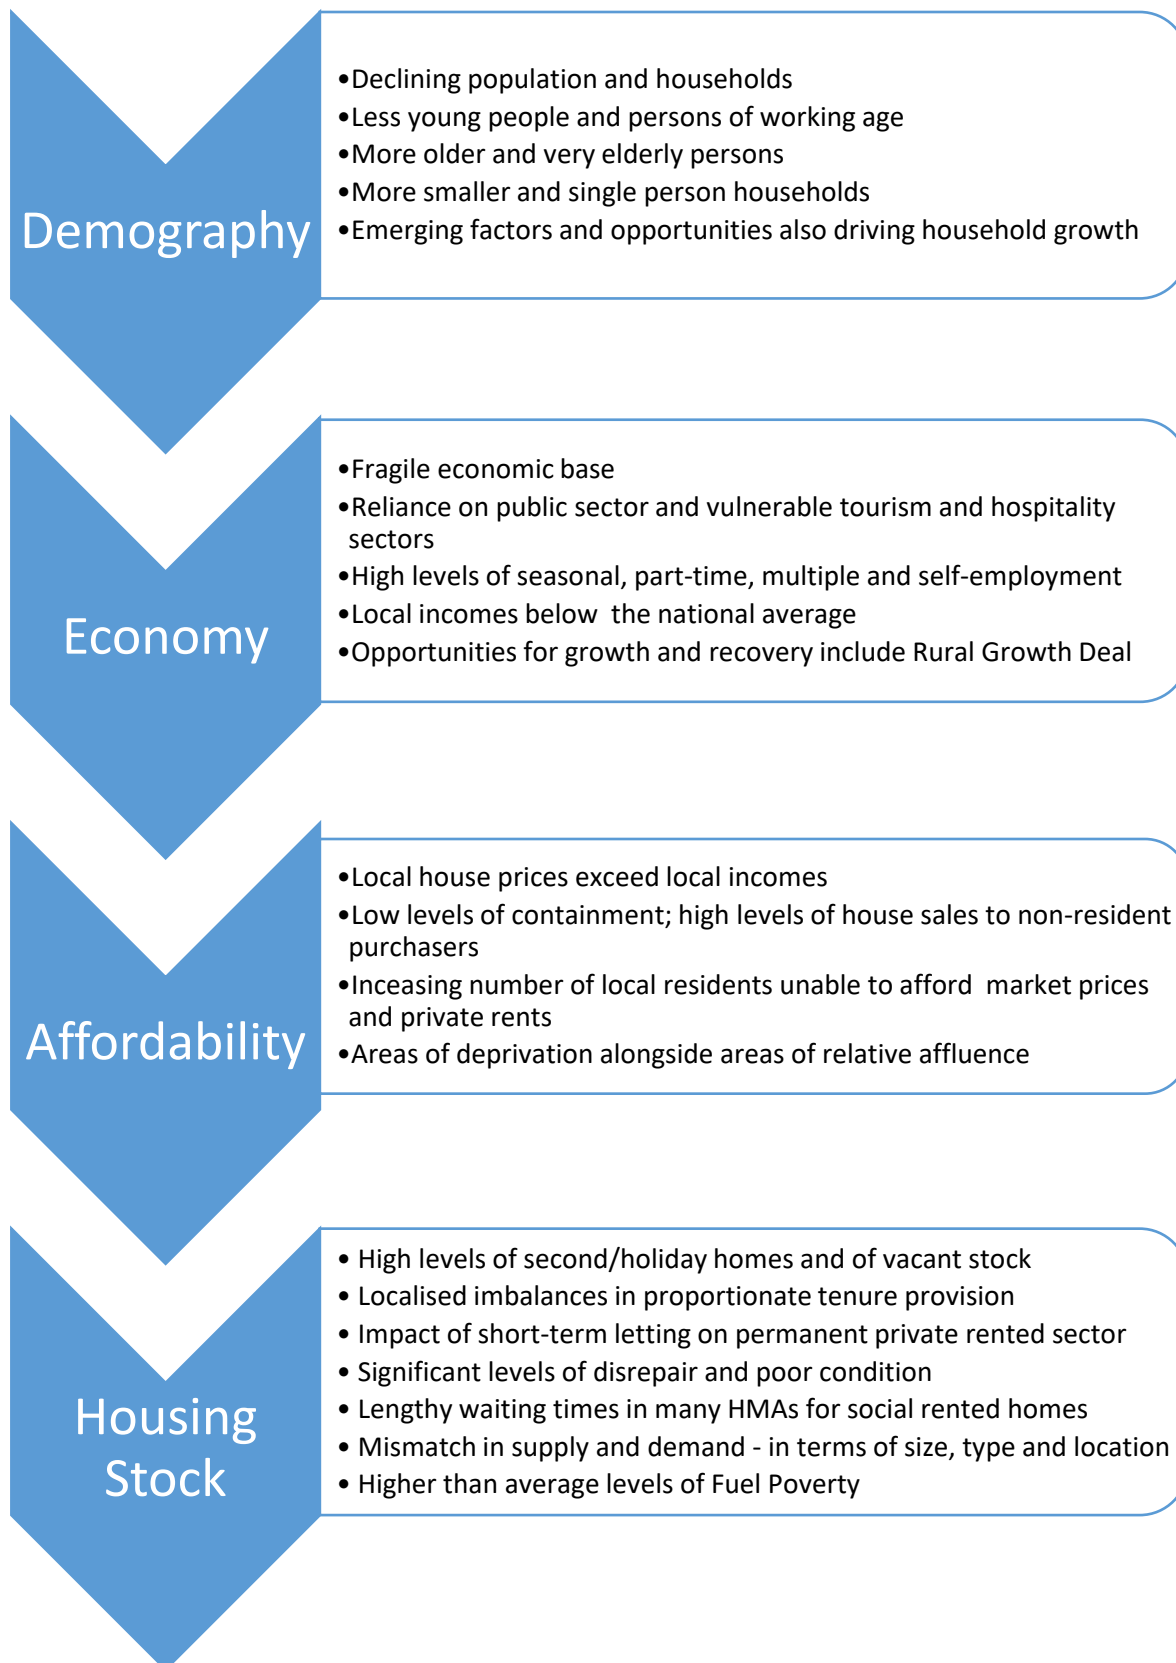 Demography
•Declining population and households
•Less young people and persons of working age
•More older and very elderly persons
•More smaller and single person households
•Emerging factors and opportunities also driving household growth
Economy
•Fragile economic base
•Reliance on public sector and vulnerable tourism and hospitality
sectors
•High levels of seasonal, part-time, multiple and self-employment
•Local incomes below  the national average
•Opportunities for growth and recovery include Rural Growth Deal
Affordability
•Local house prices exceed local incomes
•Low levels of containment; high levels of house sales to non-resident
purchasers
•Inceasing number of local residents unable to afford  market prices
and private rents
•Areas of deprivation alongside areas of relative affluence
Housing
Stock
• High levels of second/holiday homes and of vacant stock
• Localised imbalances in proportionate tenure provision
• Impact of short-term letting on permanent private rented sector
• Significant levels of disrepair and poor condition
• Lengthy waiting times in many HMAs for social rented homes
• Mismatch in supply and demand - in terms of size, type and location
• Higher than average levels of Fuel Poverty